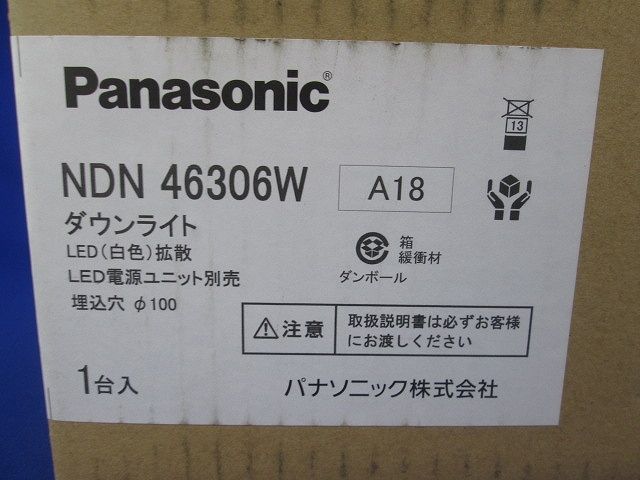 Panasonic®
NDN 46306W
A18
13
ダウンライト
LED(白色)拡散
LED電源ユニット別売
埋込穴 φ100
箱
緩衝材
ダンボール
注意
取扱説明書は必ずお客様
にお渡しください
1台入
パナソニック株式会社